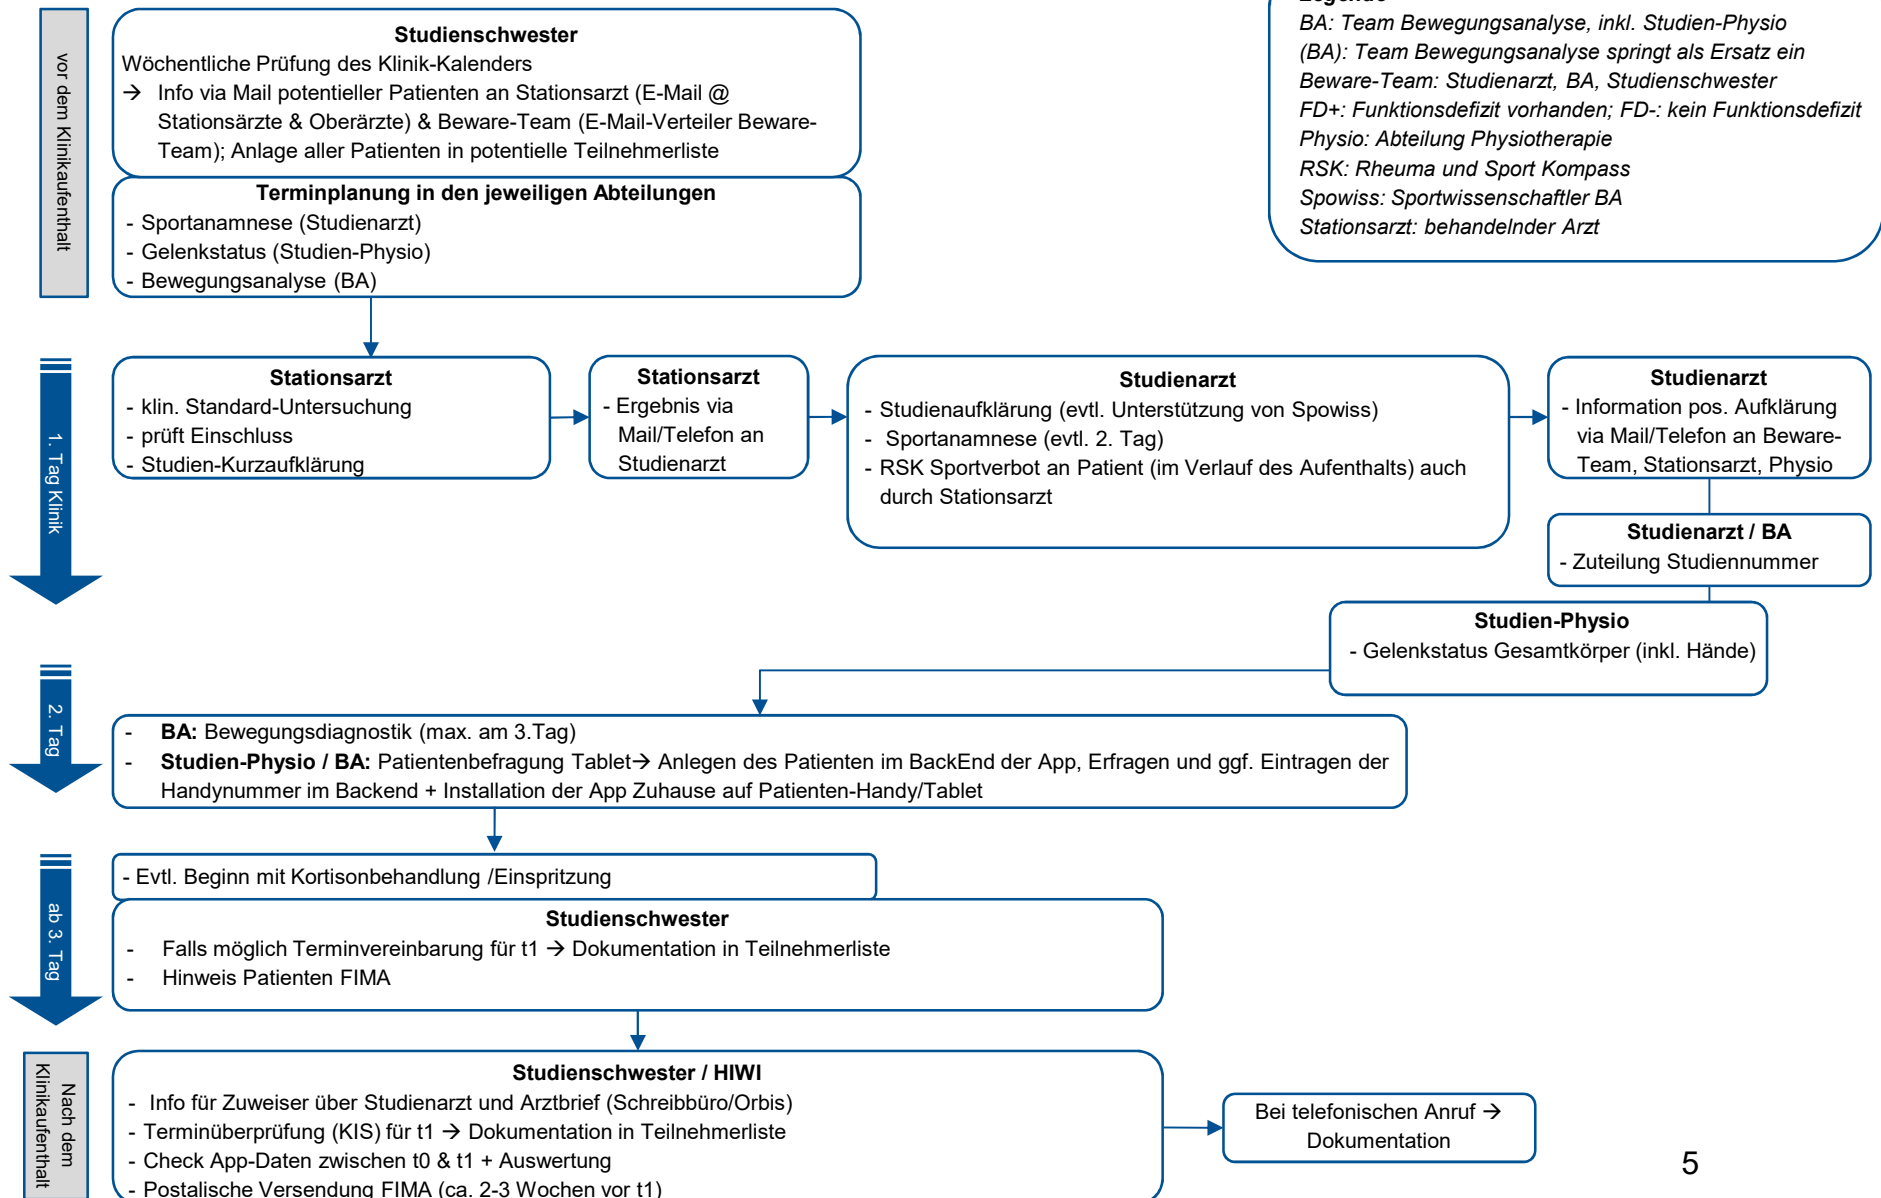 vor dem Klinikaufenthalt
Studienschwester
Wöchentliche Prüfung des Klinik-Kalenders
→ Info via Mail potentieller Patienten an Stationsarzt (E-Mail @
Stationsärzte & Oberärzte) & Beware-Team (E-Mail-Verteiler Beware-
Team); Anlage aller Patienten in potentielle Teilnehmerliste
Terminplanung in den jeweiligen Abteilungen
- Sportanamnese (Studienarzt)
- Gelenkstatus (Studien-Physio)
- Bewegungsanalyse (BA)
Legende
BA: Team Bewegungsanalyse, inkl. Studien-Physio
(BA): Team Bewegungsanalyse springt als Ersatz ein
Beware-Team: Studienarzt, BA, Studienschwester
FD+: Funktionsdefizit vorhanden; FD-: kein Funktionsdefizit
Physio: Abteilung Physiotherapie
RSK: Rheuma und Sport Kompass
Spowiss: Sportwissenschaftler BA
Stationsarzt: behandelnder Arzt
1. Tag Klinik
Stationsarzt
- klin. Standard-Untersuchung
- prüft Einschluss
- Studien-Kurzaufklärung
Stationsarzt
- Ergebnis via
Mail/Telefon an
Studienarzt
Studienarzt
- Studienaufklärung (evtl. Unterstützung von Spowiss)
- Sportanamnese (evtl. 2. Tag)
- RSK Sportverbot an Patient (im Verlauf des Aufenthalts) auch
durch Stationsarzt
Studienarzt
- Information pos. Aufklärung
via Mail/Telefon an Beware-
Team, Stationsarzt, Physio
Studienarzt / BA
- Zuteilung Studiennummer
Studien-Physio
- Gelenkstatus Gesamtkörper (inkl. Hände)
2. Tag
- BA: Bewegungsdiagnostik (max. am 3.Tag)
- Studien-Physio / BA: Patientenbefragung Tablet→ Anlegen des Patienten im BackEnd der App, Erfragen und ggf. Eintragen der
Handynummer im Backend + Installation der App Zuhause auf Patienten-Handy/Tablet
ab 3. Tag
- Evtl. Beginn mit Kortisonbehandlung /Einspritzung
Studienschwester
- Falls möglich Terminvereinbarung für t1 → Dokumentation in Teilnehmerliste
- Hinweis Patienten FIMA
Nach dem
Klinikaufenthalt
Studienschwester / HIWI
- Info für Zuweiser über Studienarzt und Arztbrief (Schreibbüro/Orbis)
- Terminüberprüfung (KIS) für t1 → Dokumentation in Teilnehmerliste
- Check App-Daten zwischen t0 & t1 + Auswertung
- Postalische Versendung FIMA (ca. 2-3 Wochen vor t1)
Bei telefonischen Anruf →
Dokumentation
5